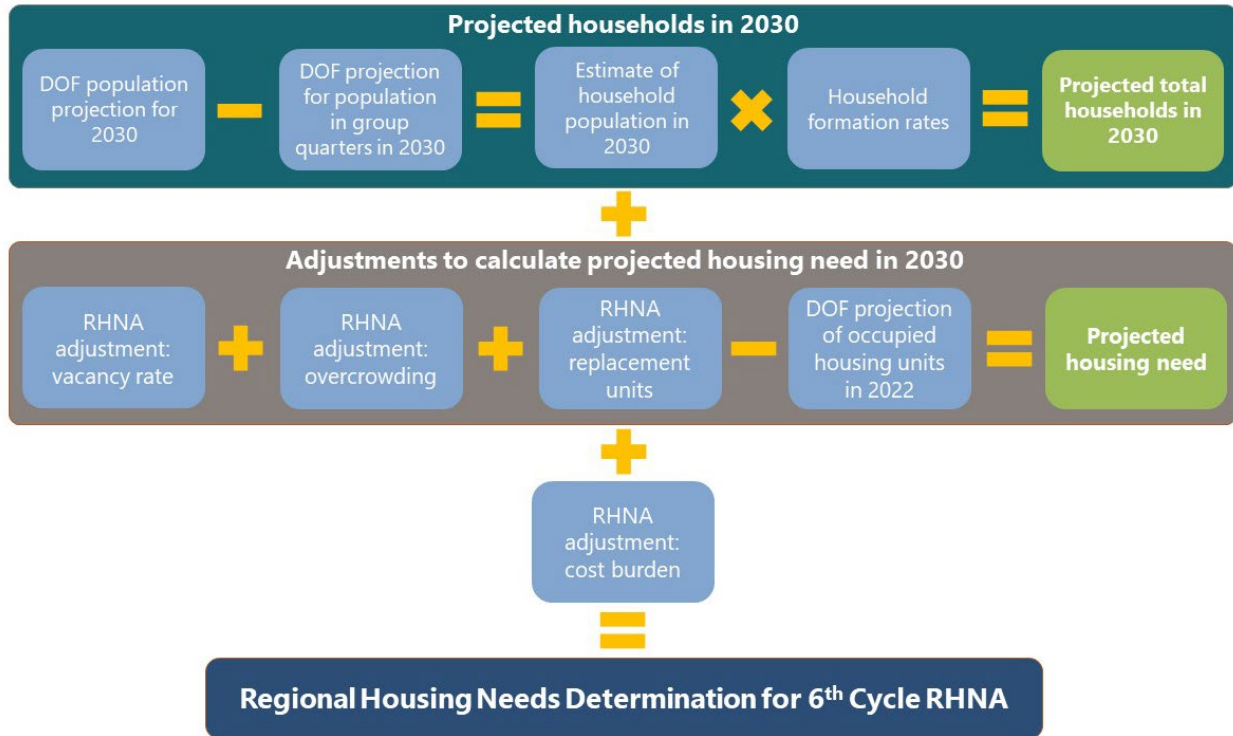 Projected households in 2030
DOF population
projection for
2030
DOF projection
for population
in group
quarters in 2030
Estimate of
household
population in
2030
Household
formation rates
Projected total
households in
2030
Adjustments to calculate projected housing need in 2030
RHNA
adjustment:
vacancy rate
RHNA
adjustment:
overcrowding
RHNA
adjustment:
replacement
units
DOF projection
of occupied
housing units
in 2022
Projected
housing need
RHNA
adjustment:
cost burden
Regional Housing Needs Determination for 6th Cycle RHNA